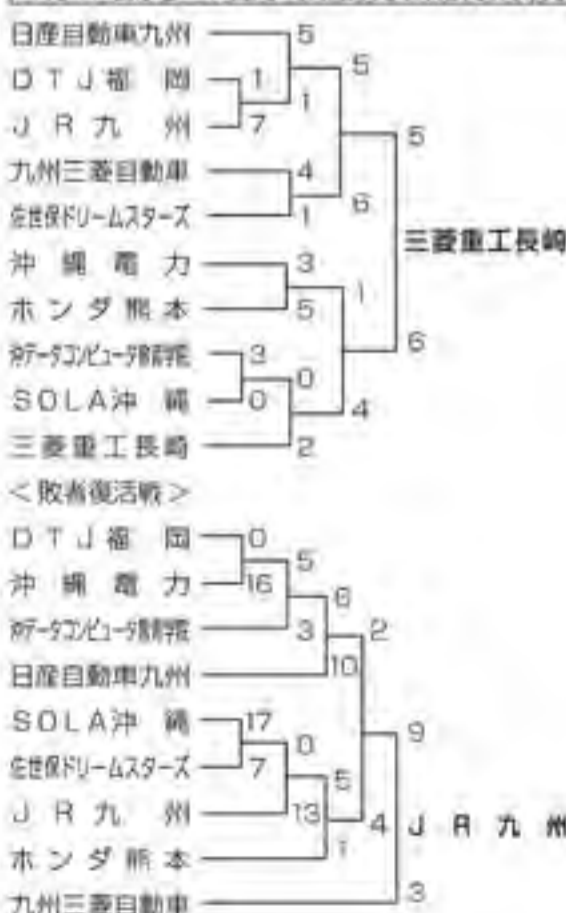 日産自動車九州 5
DTJ福岡 1 5
JR九州 7 1
5
九州三菱自動車 4
佐世保ドリームスターズ 1 6
三菱重工長崎
沖縄電力 3
ホンダ熊本 5 1
6
沖データコンピュータ教育学院 3
SOLA沖縄 0 0
4
三菱重工長崎 2
<敗者復活戦>
DTJ福岡 0
沖縄電力 16 5
6
沖データコンピュータ教育学院 3 2
日産自動車九州 10
SOLA沖縄 17
佐世保ドリームスターズ 7 0 9
5
JR九州 13 4 JR九州
ホンダ熊本 1
九州三菱自動車 3